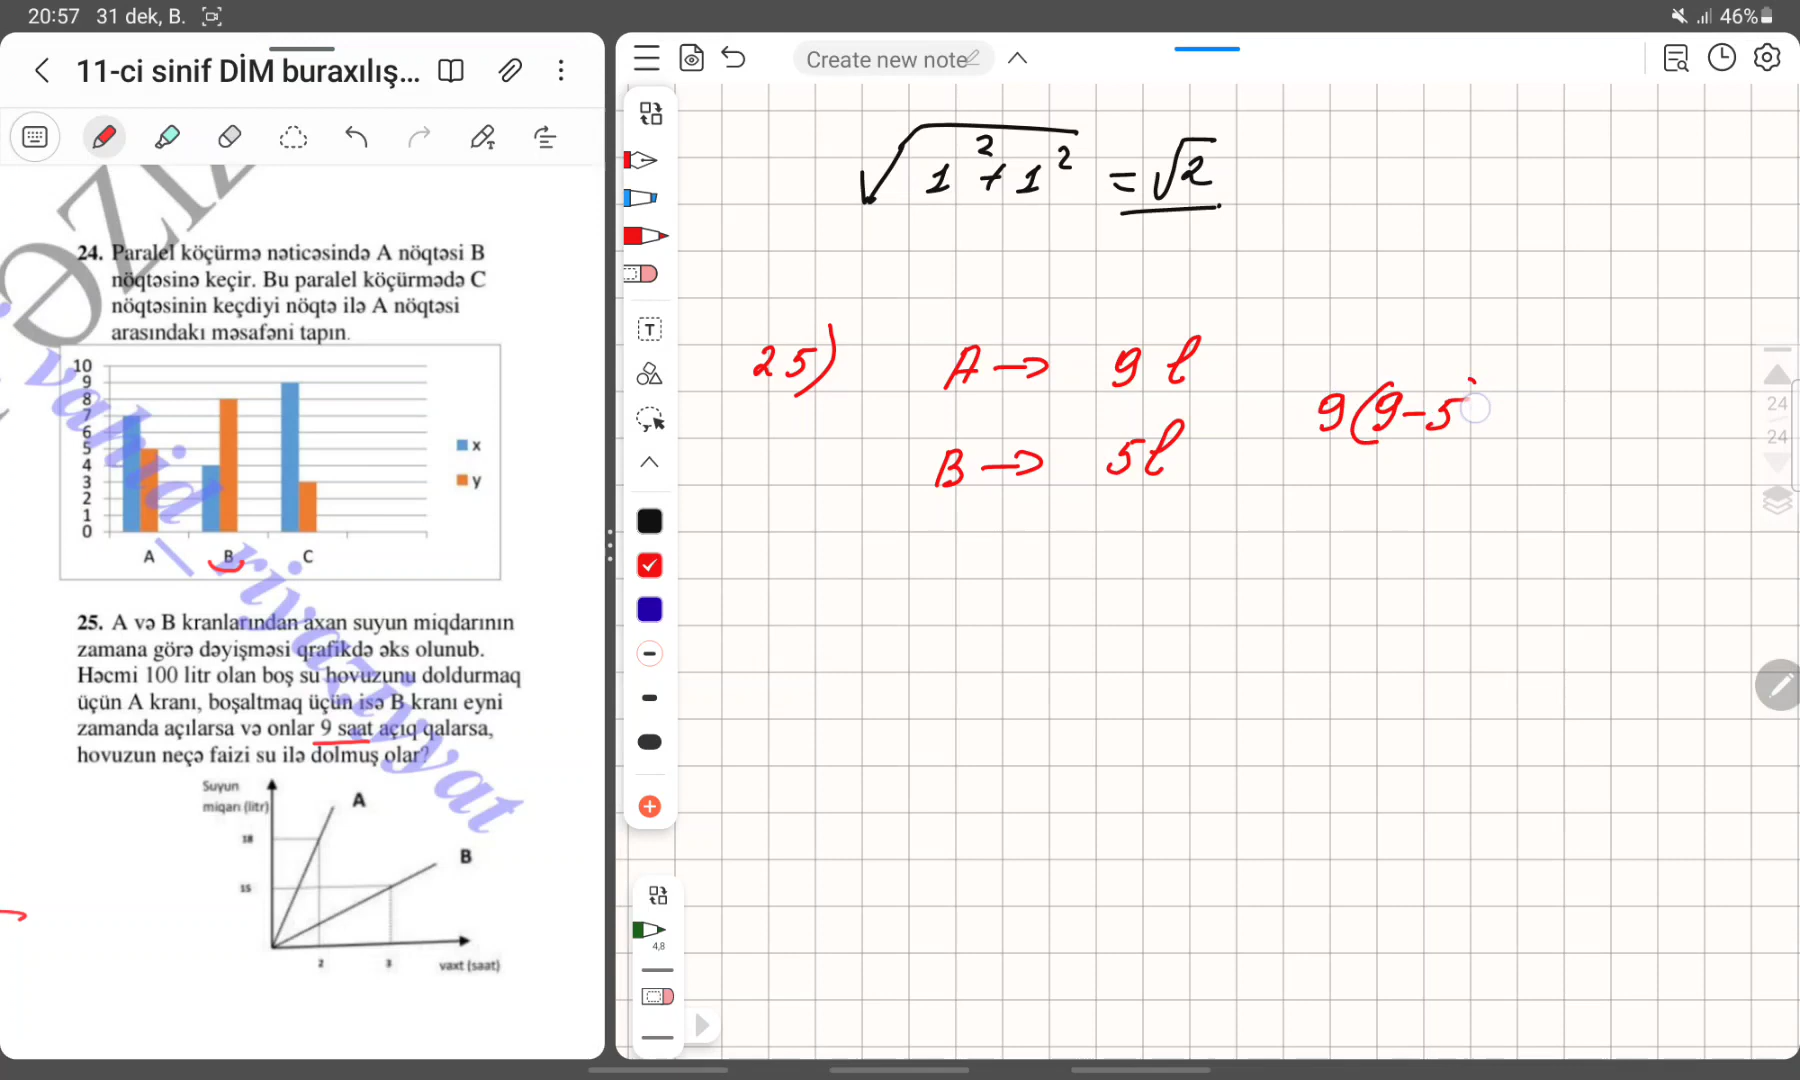 20:57 31 dek, B. 46%
11-ci sinif DİM buraxılış...
Create new note
24. Paralel köçürmə nəticəsində A nöqtəsi B
nöqtəsinə keçir. Bu paralel köçürmədə C
nöqtəsinin keçdiyi nöqtə ilə A nöqtəsi
arasındakı məsafəni tapın.
10
9
8
7
6
5
4
3
2
1
0
A B C
x
y
25. A və B kranlarından axan suyun miqdarının
zamana görə dəyişməsi qrafikdə əks olunub.
Həcmi 100 litr olan boş su hovuzunu doldurmaq
üçün A kranı, boşaltmaq üçün isə B kranı eyni
zamanda açılarsa və onlar 9 saat açıq qalarsa,
hovuzun neçə faizi su ilə dolmuş olar?
Suyun
miqarı (litr)
A
18
B
15
2 3 vaxt (saat)
vahid_riyaziyyat
√1²+1² = √2
25) A → 9 l
9(9-5
B → 5l
T
24
24
4,8